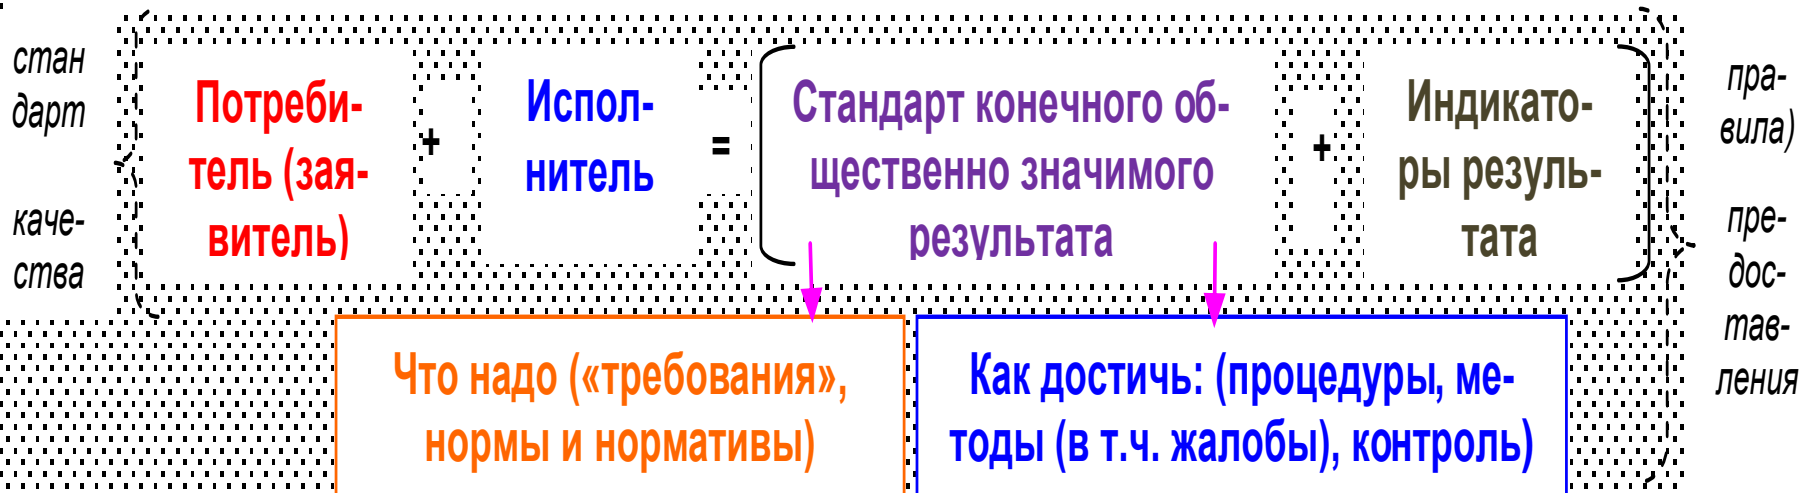 стан
дарт
каче-
ства
Потреби-
тель (зая-
витель)
+
Испол-
нитель
=
Стандарт конечного об-
щественно значимого
результата
+
Индикато-
ры резуль-
тата
пра-
вила)
пре-
дос-
тав-
ления
Что надо («требования»,
нормы и нормативы)
Как достичь: (процедуры, ме-
тоды (в т.ч. жалобы), контроль)